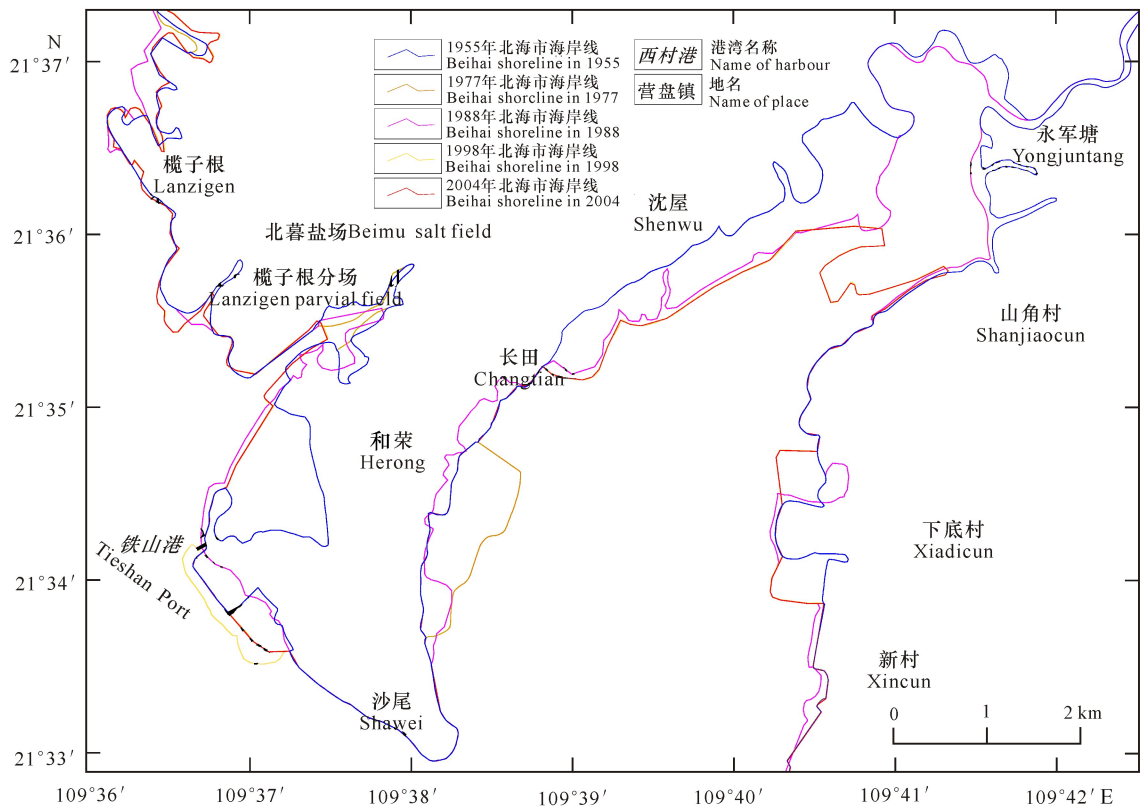 N
21°37′
21°36′
21°35′
21°34′
21°33′
1955年北海市海岸线
Beihai shoreline in 1955
1977年北海市海岸线
Beihai shorcline in 1977
1988年北海市海岸线
Beihai shoreline in 1988
1998年北海市海岸线
Beihai shoreline in 1998
2004年北海市海岸线
Beihai shoreline in 2004
西村港
港湾名称
Name of harbour
营盘镇
地名
Name of place
永军塘
Yongjuntang
榄子根
Lanzigen
沈屋
Shenwu
北暮盐场Beimu salt field
榄子根分场
Lanzigen parvial field
山角村
Shanjiaocun
长田
Changtian
和荣
Herong
铁山港
Tieshan Port
下底村
Xiadicun
新村
Xincun
沙尾
Shawei
0 1 2 km
109°36′ 109°37′ 109°38′ 109°39′ 109°40′ 109°41′ 109°42′ E